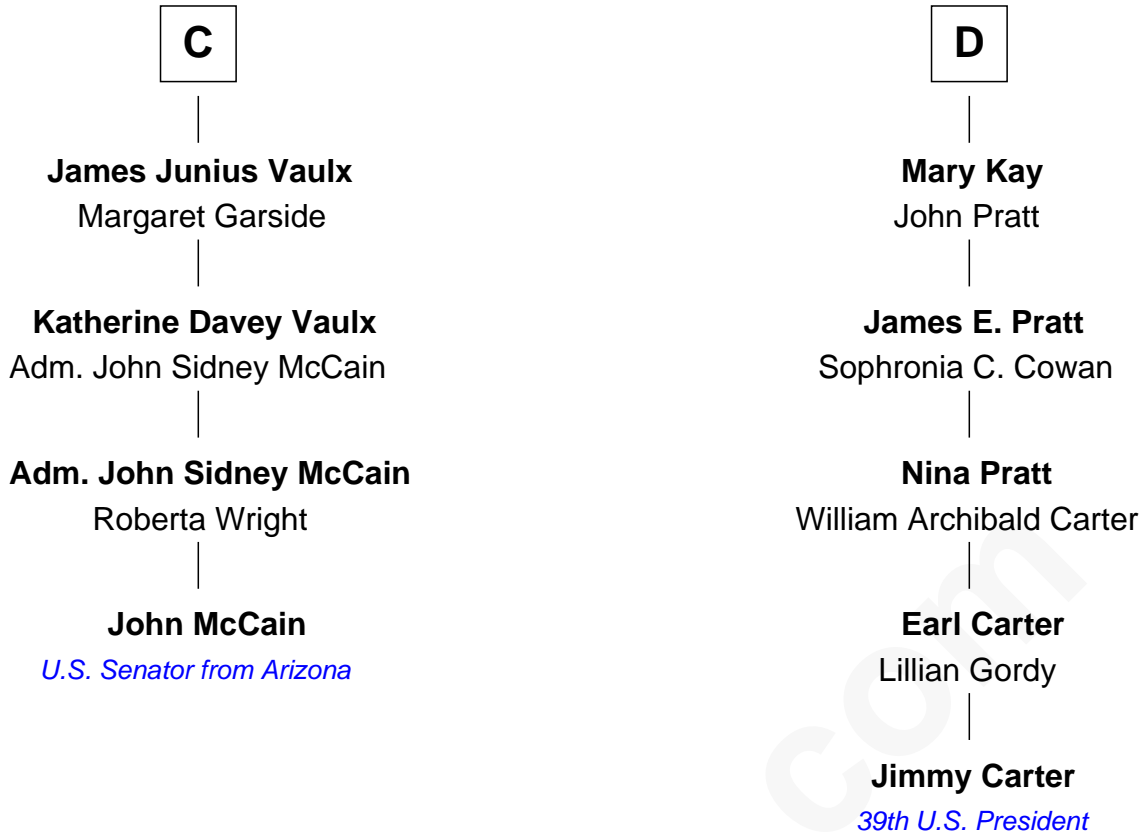 C
James Junius Vaulx
Margaret Garside
Katherine Davey Vaulx
Adm. John Sidney McCain
Adm. John Sidney McCain
Roberta Wright
John McCain
U.S. Senator from Arizona
D
Mary Kay
John Pratt
James E. Pratt
Sophronia C. Cowan
Nina Pratt
William Archibald Carter
Earl Carter
Lillian Gordy
Jimmy Carter
39th U.S. President
com